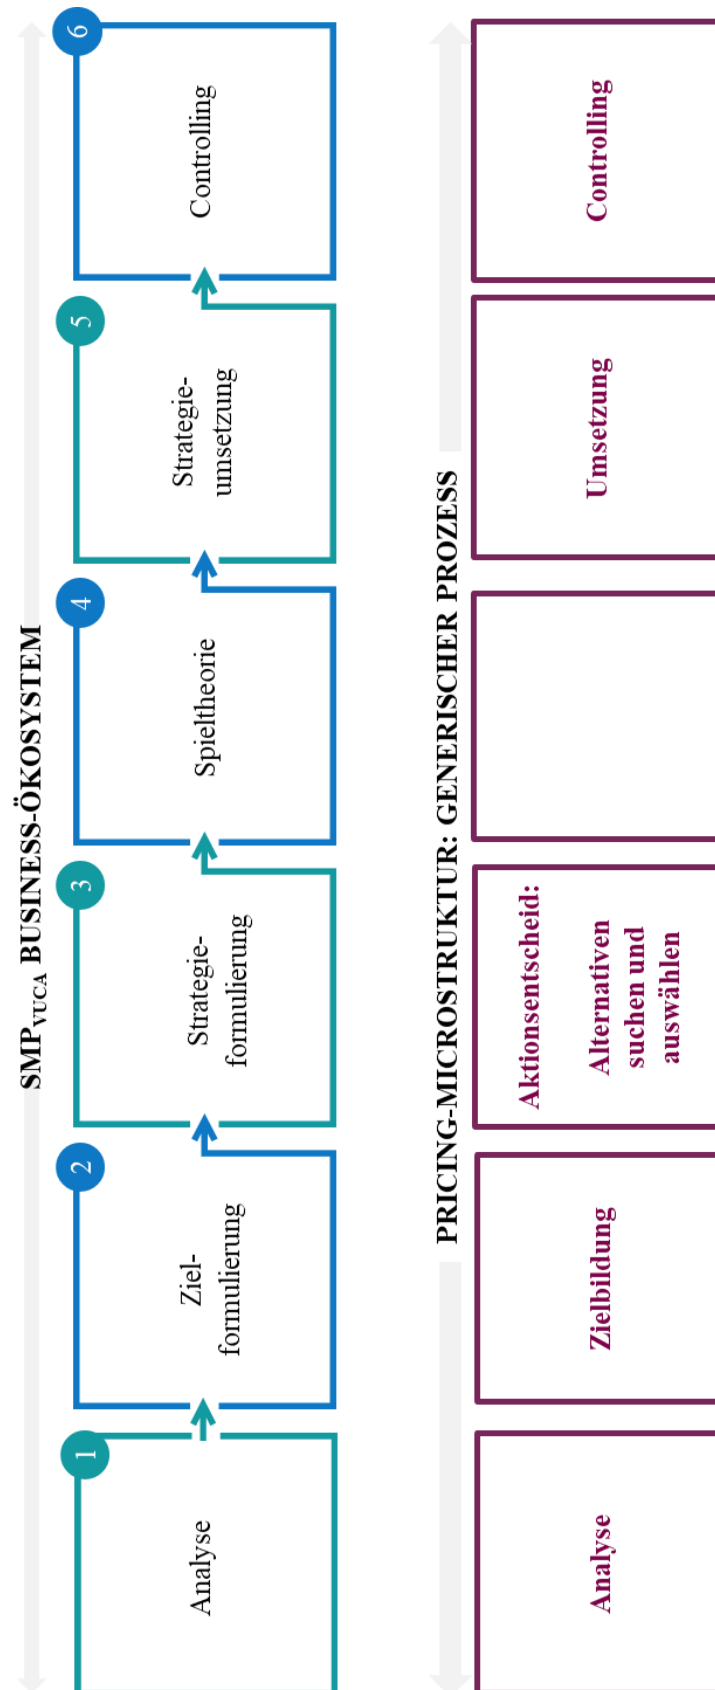 SMPVUCA BUSINESS-ÖKOSYSTEM
1
Analyse
2
Ziel-
formulierung
3
Strategie-
formulierung
4
Spieltheorie
5
Strategie-
umsetzung
6
Controlling
PRICING-MICROSTRUKTUR: GENERISCHER PROZESS
Analyse
Zielbildung
Aktionsentscheid:
Alternativen
suchen und
auswählen
Umsetzung
Controlling